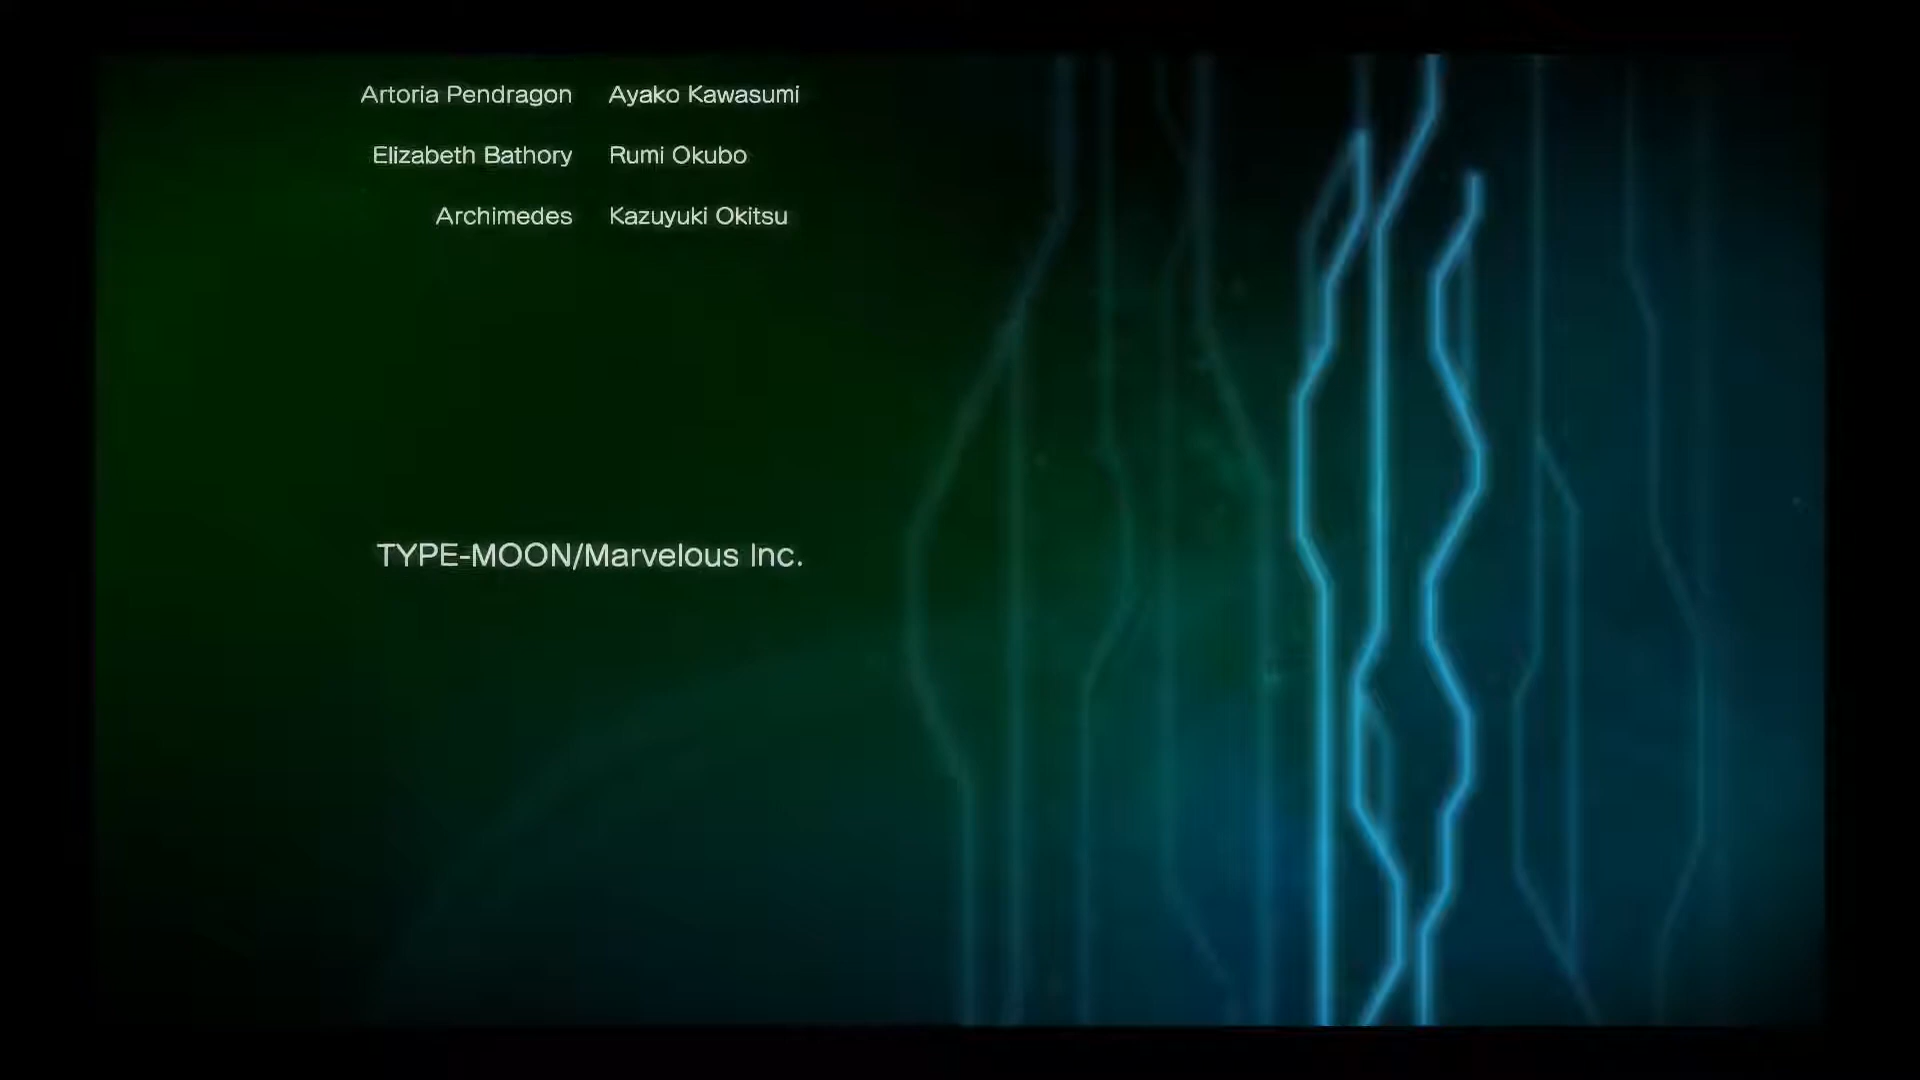 Artoria Pendragon Ayako Kawasumi
Elizabeth Bathory Rumi Okubo
Archimedes Kazuyuki Okitsu
TYPE-MOON/Marvelous Inc.